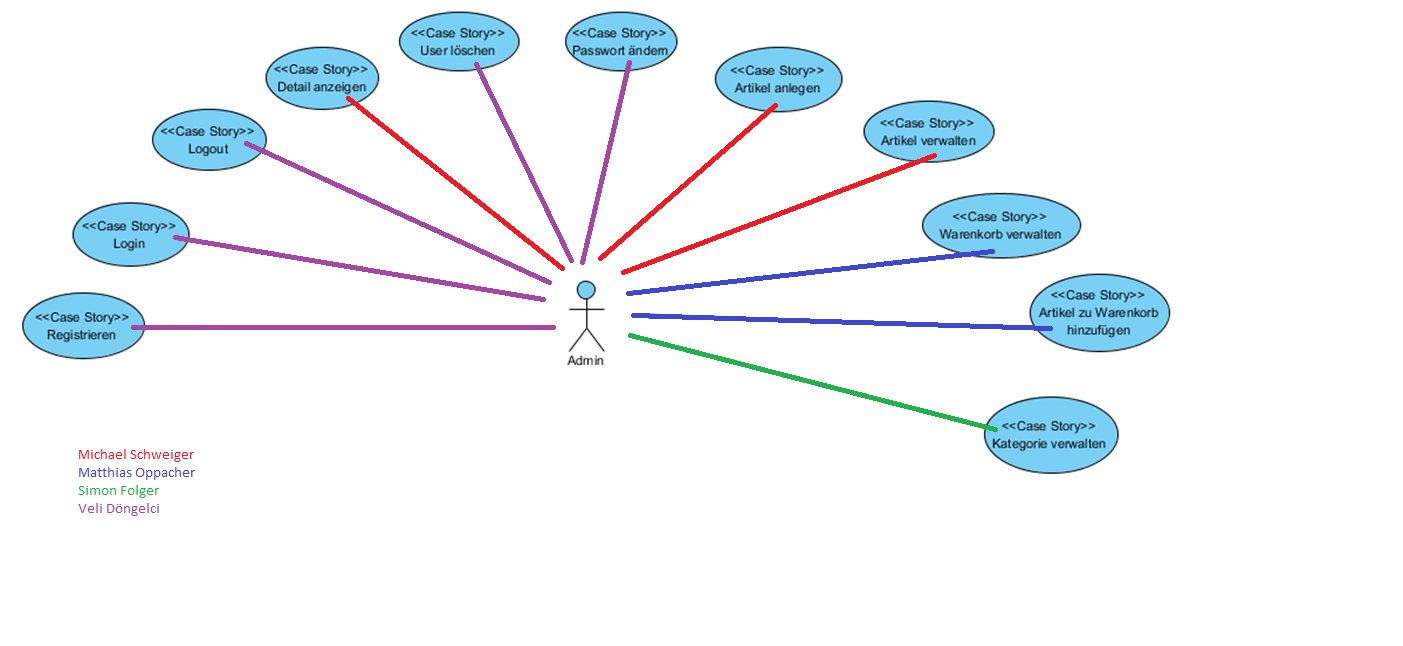 <<Case Story>>
User löschen
<<Case Story>>
Passwort ändern
<<Case Story>>
Detail anzeigen
<<Case Story>>
Artikel anlegen
<<Case Story>>
Logout
<<Case Story>>
Artikel verwalten
<<Case Story>>
Login
<<Case Story>>
Warenkorb verwalten
<<Case Story>>
Registrieren
<<Case Story>>
Artikel zu Warenkorb
hinzufügen
Admin
<<Case Story>>
Kategorie verwalten
Michael Schweiger
Matthias Oppacher
Simon Folger
Veli Döngelci